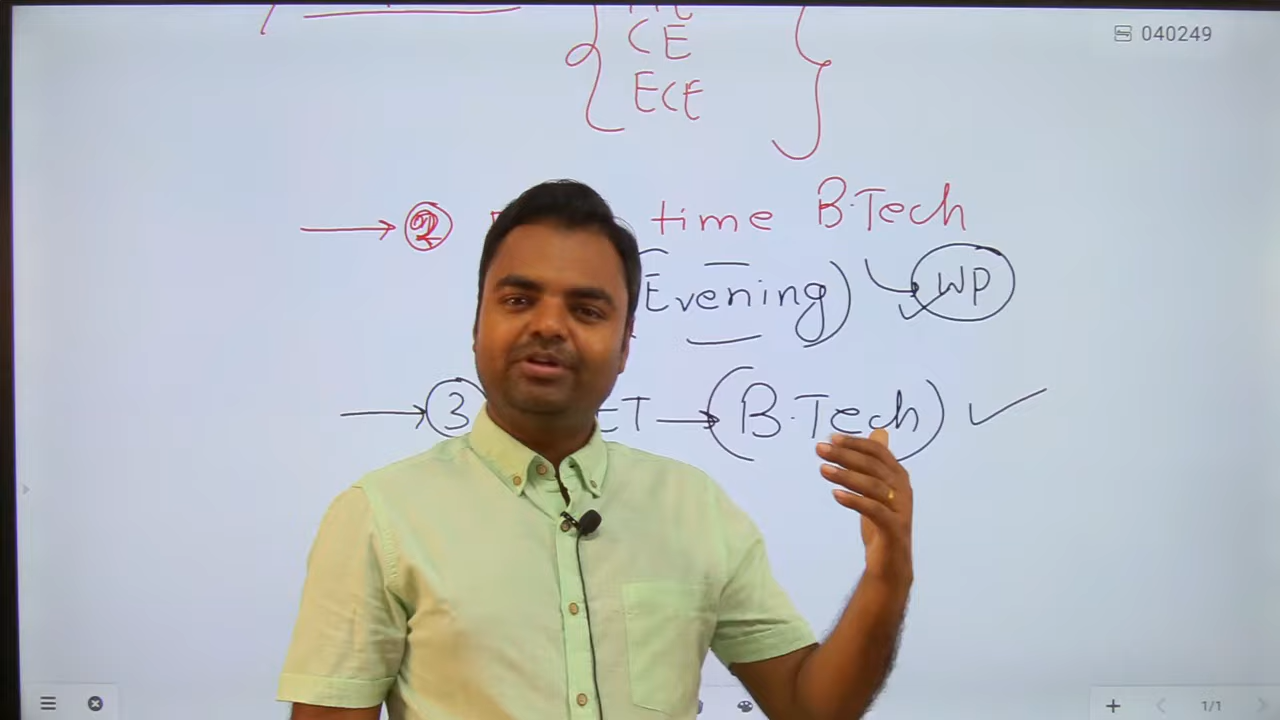 040249
CE
ECE
2 time B.Tech
(Evening) WP
3 ET (B.Tech)
1/1